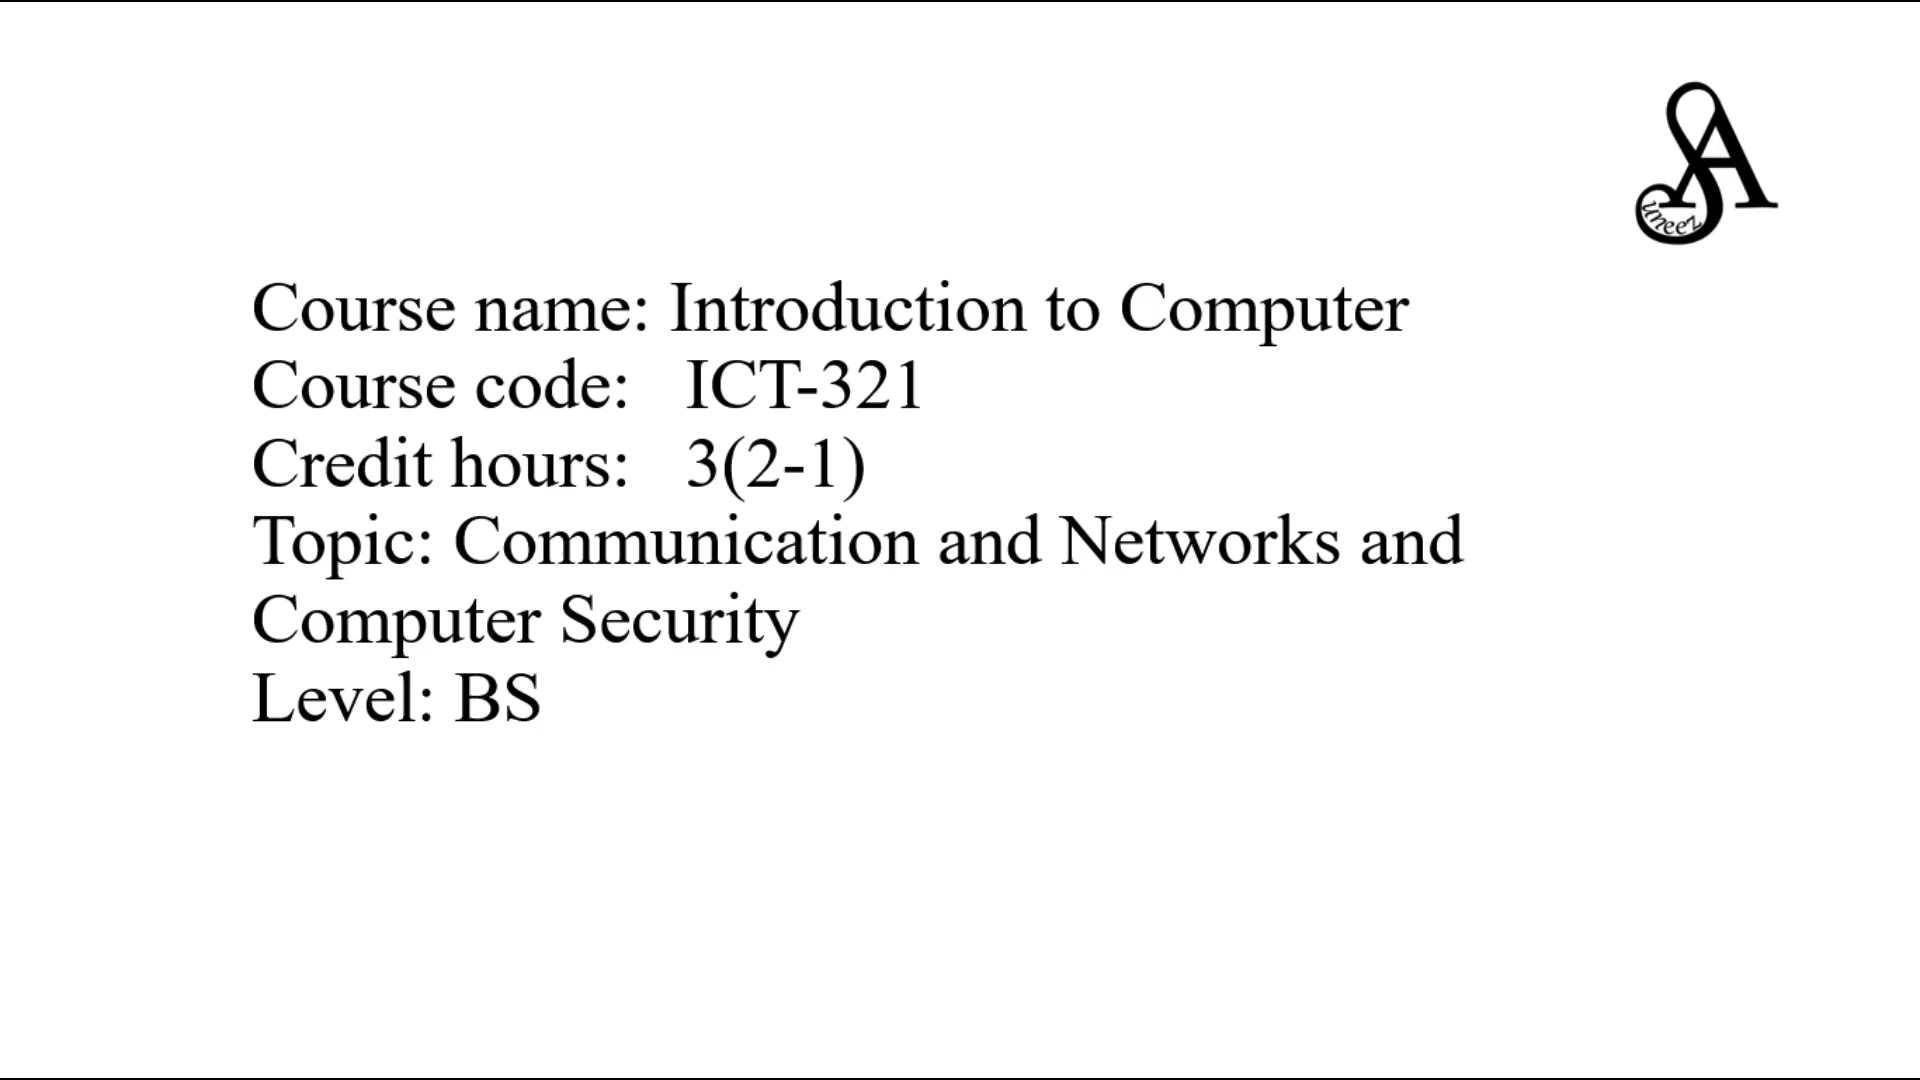 A
uneez
Course name: Introduction to Computer
Course code: ICT-321
Credit hours: 3(2-1)
Topic: Communication and Networks and
Computer Security
Level: BS